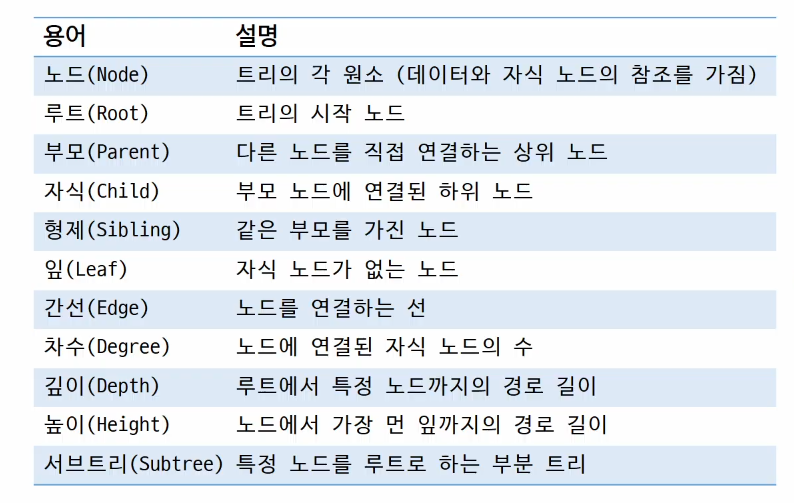 용어 설명
노드(Node) 트리의 각 원소 (데이터와 자식 노드의 참조를 가짐)
루트(Root) 트리의 시작 노드
부모(Parent) 다른 노드를 직접 연결하는 상위 노드
자식(Child) 부모 노드에 연결된 하위 노드
형제(Sibling) 같은 부모를 가진 노드
잎(Leaf) 자식 노드가 없는 노드
간선(Edge) 노드를 연결하는 선
차수(Degree) 노드에 연결된 자식 노드의 수
깊이(Depth) 루트에서 특정 노드까지의 경로 길이
높이(Height) 노드에서 가장 먼 잎까지의 경로 길이
서브트리(Subtree) 특정 노드를 루트로 하는 부분 트리